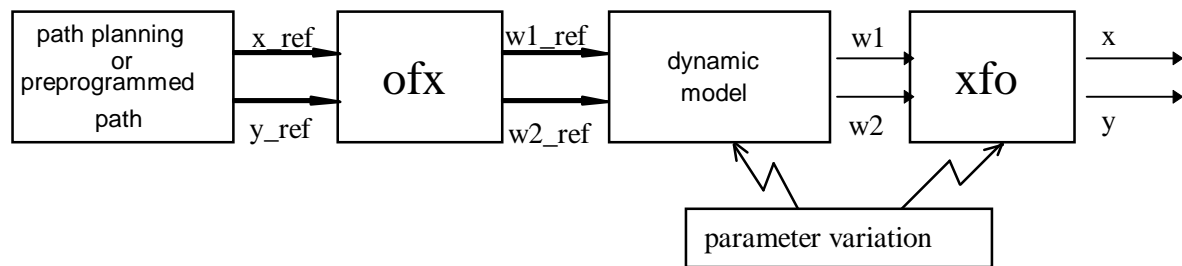 path planning
or
preprogrammed
path
x_ref
y_ref
ofx
w1_ref
w2_ref
dynamic
model
w1
w2
xfo
x
y
parameter variation